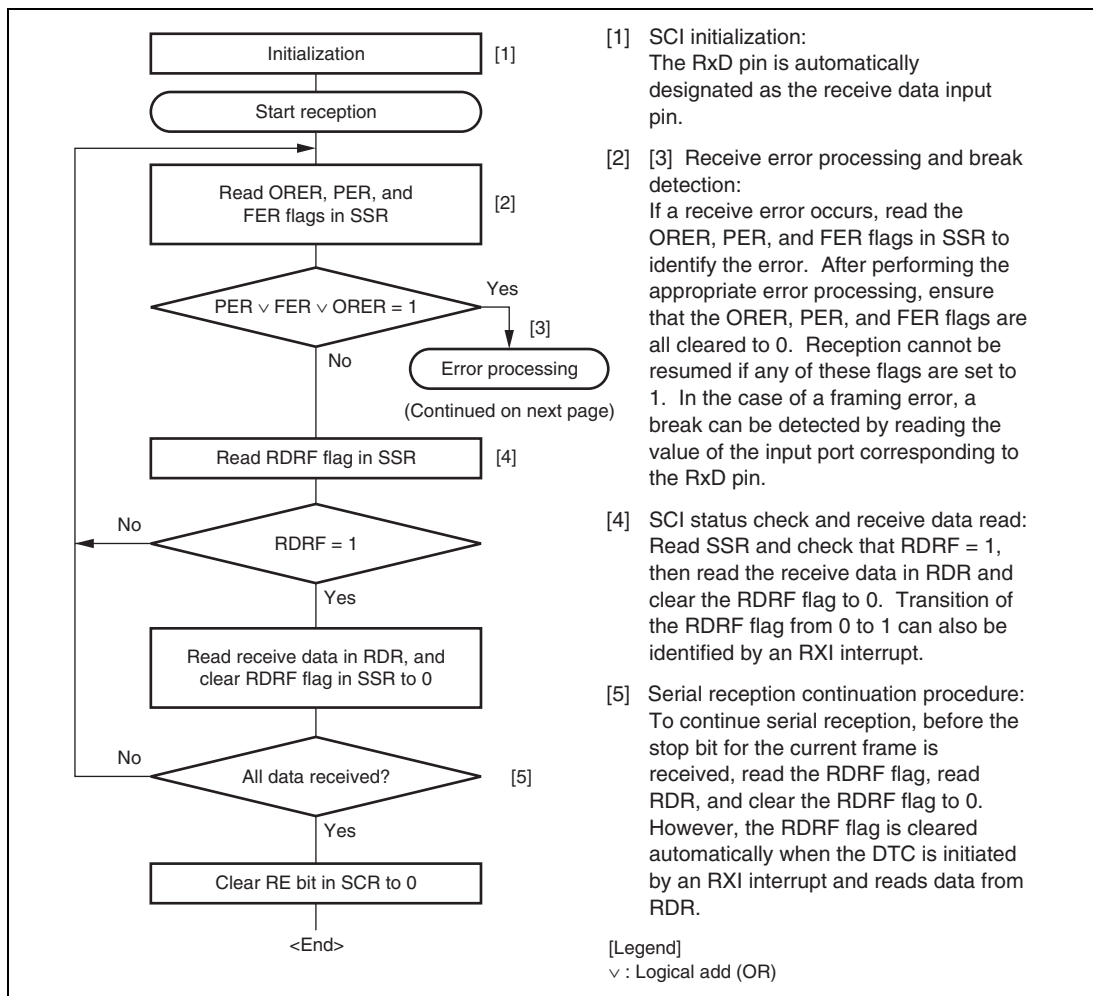 Initialization
[1]
Start reception
Read ORER, PER, and
FER flags in SSR
[2]
PER ∨ FER ∨ ORER = 1
Yes
[3]
No
Error processing
(Continued on next page)
Read RDRF flag in SSR
[4]
No
RDRF = 1
Yes
Read receive data in RDR, and
clear RDRF flag in SSR to 0
No
All data received?
[5]
Yes
Clear RE bit in SCR to 0
<End>
[1] SCI initialization:
The RxD pin is automatically
designated as the receive data input
pin.
[2] [3] Receive error processing and break
detection:
If a receive error occurs, read the
ORER, PER, and FER flags in SSR to
identify the error. After performing the
appropriate error processing, ensure
that the ORER, PER, and FER flags are
all cleared to 0. Reception cannot be
resumed if any of these flags are set to
1. In the case of a framing error, a
break can be detected by reading the
value of the input port corresponding to
the RxD pin.
[4] SCI status check and receive data read:
Read SSR and check that RDRF = 1,
then read the receive data in RDR and
clear the RDRF flag to 0. Transition of
the RDRF flag from 0 to 1 can also be
identified by an RXI interrupt.
[5] Serial reception continuation procedure:
To continue serial reception, before the
stop bit for the current frame is
received, read the RDRF flag, read
RDR, and clear the RDRF flag to 0.
However, the RDRF flag is cleared
automatically when the DTC is initiated
by an RXI interrupt and reads data from
RDR.
[Legend]
∨ : Logical add (OR)